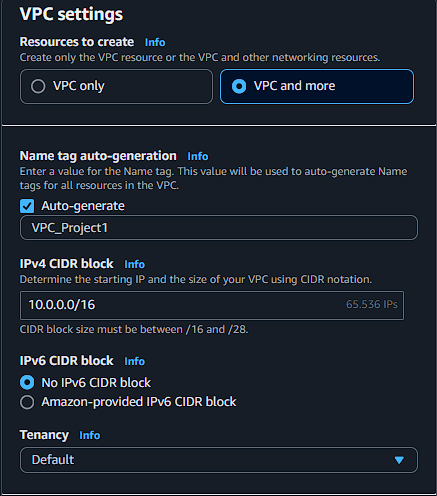 VPC settings
Resources to create Info
Create only the VPC resource or the VPC and other networking resources.
VPC only
VPC and more
Name tag auto-generation Info
Enter a value for the Name tag. This value will be used to auto-generate Name
tags for all resources in the VPC.
Auto-generate
VPC_Project1
IPv4 CIDR block Info
Determine the starting IP and the size of your VPC using CIDR notation.
10.0.0.0/16 65.536 IPs
CIDR block size must be between /16 and /28.
IPv6 CIDR block Info
No IPv6 CIDR block
Amazon-provided IPv6 CIDR block
Tenancy Info
Default